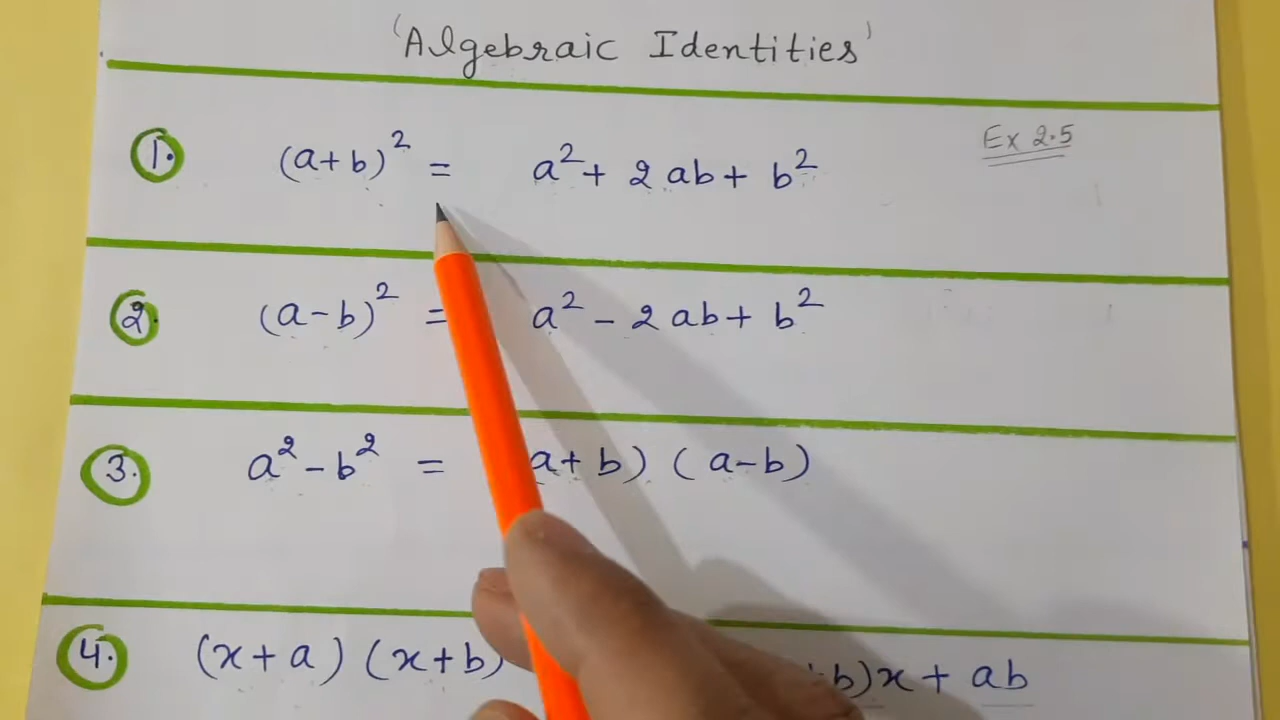 'Algebraic Identities'
Ex 2.5
1. (a+b)² = a² + 2ab + b²
2. (a-b)² = a² - 2ab + b²
3. a² - b² = a+b) (a-b)
4. (x+a) (x+b) b)x + ab